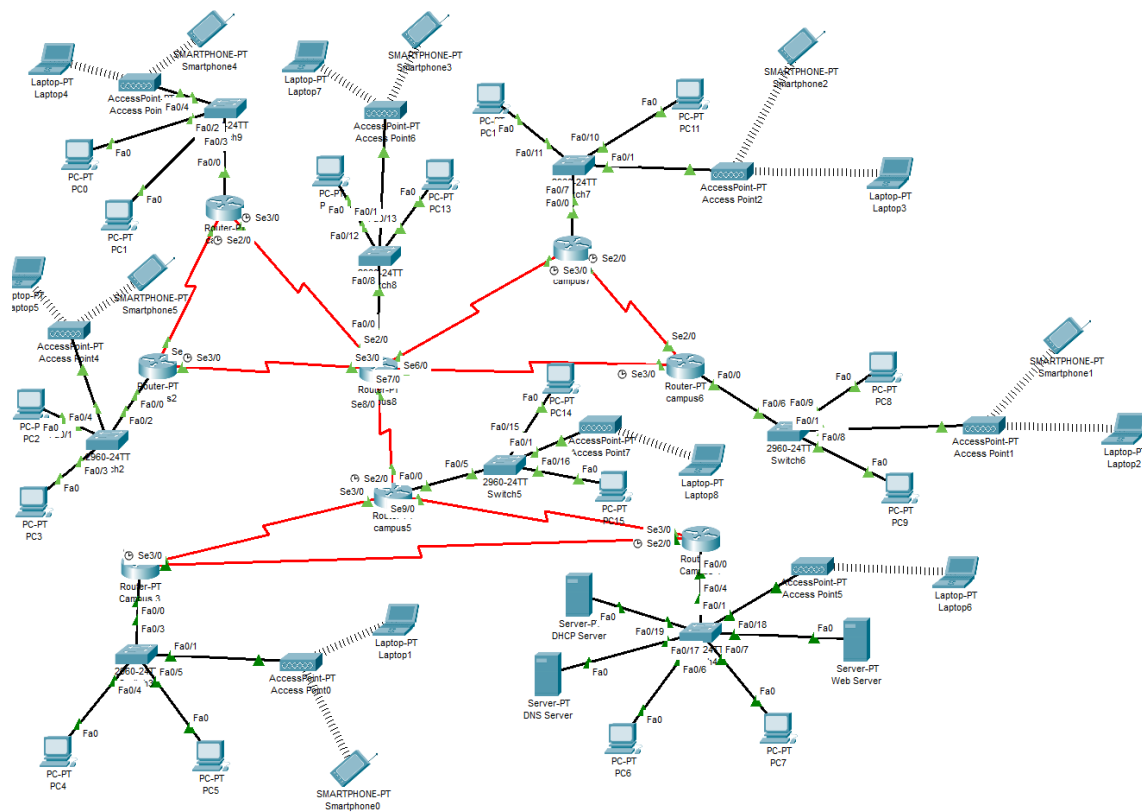 SMARTPHONE-PT
Smartphone4
Laptop-PT
Laptop4
AccessPoint-PT
Fa0/4
Fa0/2
Fa0/3
Fa0
PC-PT
PC0
Fa0
PC-PT
PC1
Fa0/0
Se3/0
Se2/0
SMARTPHONE-PT
Smartphone3
Laptop-PT
Laptop7
AccessPoint-PT
Access Point6
PC-PT
Fa0
Fa0/1
Fa0/12
Fa0
PC-PT
PC13
Fa0/8
Fa0/0
Se2/0
Se3/0
Se6/0
Se7/0
Se8/0
PC-PT
Fa0
Fa0/11
Fa0/10
Fa0
PC-PT
PC11
Fa0/1
Fa0/7
Fa0/0
Se2/0
Se3/0
campus7
SMARTPHONE-PT
Smartphone2
AccessPoint-PT
Access Point2
Laptop-PT
Laptop3
SMARTPHONE-PT
Smartphone5
AccessPoint-PT
Access Point4
Se3/0
Router-PT
Fa0/0
Fa0/2
Fa0/4
PC2
Fa0
Fa0/3
2960-24TT
Fa0
PC-PT
PC3
Se2/0
Se3/0
Router-PT
campus6
Fa0/0
Fa0/6
Fa0/9
Fa0/1
Fa0/8
2960-24TT
Switch6
Fa0
PC-PT
PC8
Fa0
PC-PT
PC9
SMARTPHONE-PT
Smartphone1
AccessPoint-PT
Access Point1
Laptop-PT
Laptop2
Fa0
PC-PT
PC14
Fa0/15
Fa0/1
AccessPoint-PT
Access Point7
Fa0/5
Fa0/16
2960-24TT
Switch5
Fa0
PC-PT
PC15
Laptop-PT
Laptop8
Fa0/0
Se2/0
Se3/0
Se9/0
campus5
Se3/0
Router-PT
Campus 3
Fa0/0
Fa0/3
Fa0/1
Fa0/5
Fa0/4
Fa0
PC-PT
PC4
Fa0
PC-PT
PC5
Laptop-PT
Laptop1
AccessPoint-PT
Access Point0
SMARTPHONE-PT
Smartphone0
Se3/0
Se2/0
Fa0/0
Fa0/4
Fa0/1
AccessPoint-PT
Access Point5
Laptop-PT
Laptop6
Fa0
DHCP Server
Fa0/19
Fa0/18
Fa0/17
Fa0/7
Fa0/6
Fa0
Server-PT
Web Server
Fa0
Server-PT
DNS Server
Fa0
PC-PT
PC6
Fa0
PC-PT
PC7